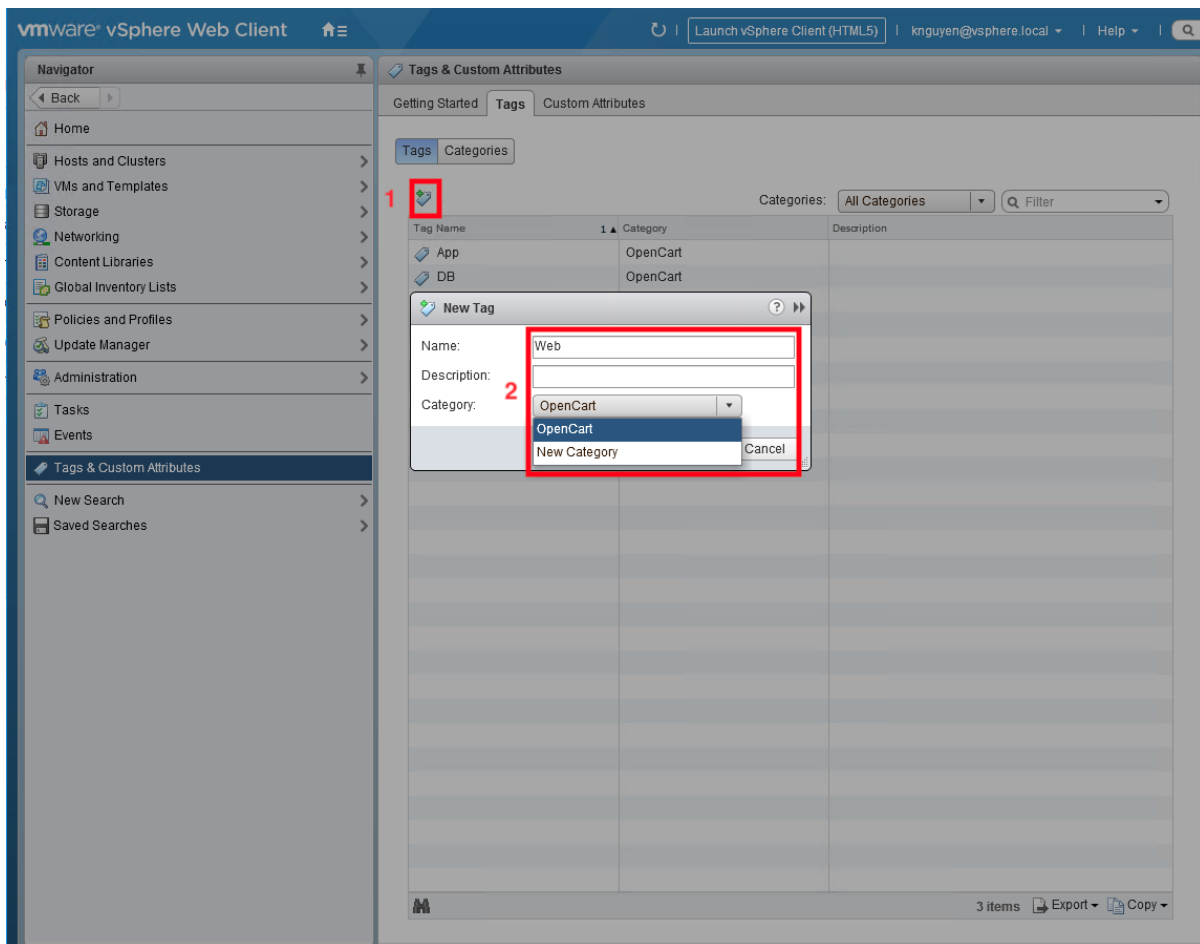 vmware® vSphere Web Client
Launch vSphere Client (HTML5)
knguyen@vsphere.local
Help
Navigator
Back
Home
Hosts and Clusters
VMs and Templates
Storage
Networking
Content Libraries
Global Inventory Lists
Policies and Profiles
Update Manager
Administration
Tasks
Events
Tags & Custom Attributes
New Search
Saved Searches
Tags & Custom Attributes
Getting Started Tags Custom Attributes
Tags Categories
1
Categories: All Categories Filter
Tag Name 1 Category Description
App OpenCart
DB OpenCart
New Tag ?
Name: Web
Description:
2
Category: OpenCart
OpenCart
New Category
Cancel
3 items Export Copy